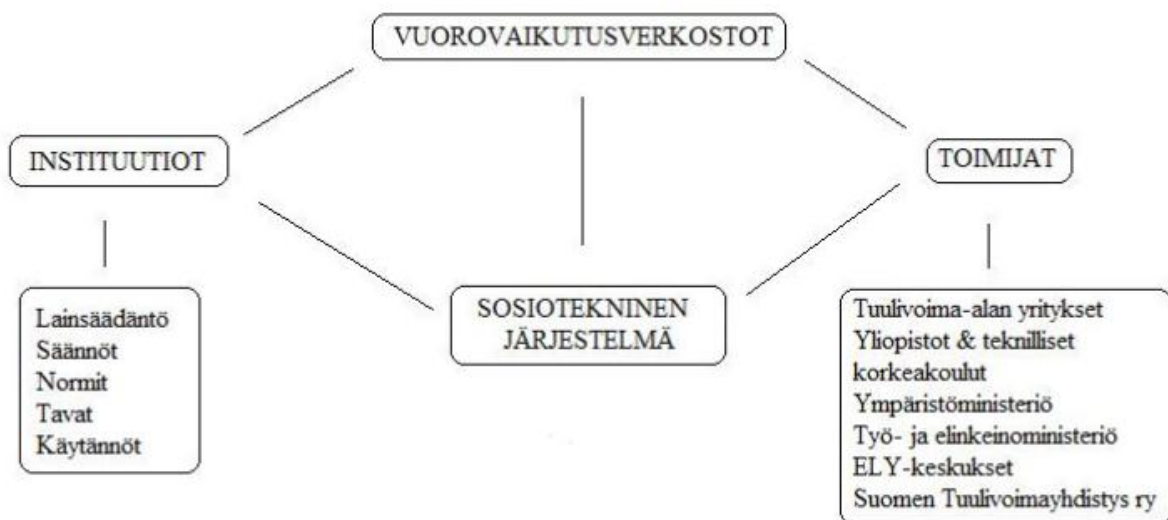 VUOROVAIKUTUSVERKOSTOT
INSTITUUTIOT
TOIMIJAT
Lainsäädäntö
Säännöt
Normit
Tavat
Käytännöt
SOSIOTEKNINEN
JÄRJESTELMÄ
Tuulivoima-alan yritykset
Yliopistot & teknilliset
korkeakoulut
Ympäristöministeriö
Työ- ja elinkeinoministeriö
ELY-keskukset
Suomen Tuulivoimayhdistys ry